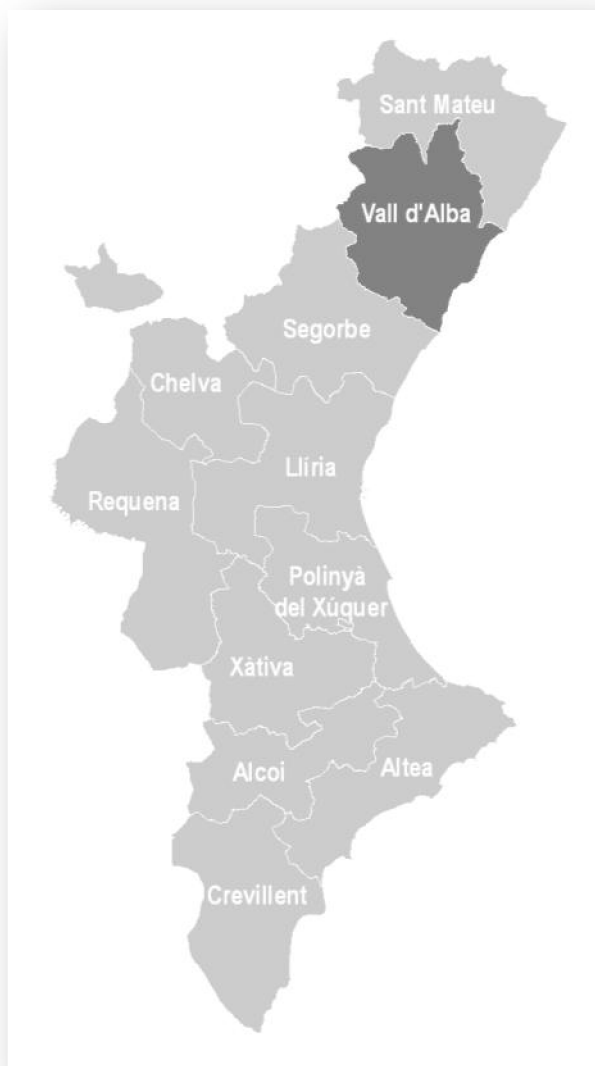 Sant Mateu
Vall d'Alba
Segorbe
Chelva
Llíria
Requena
Polinyà
del Xúquer
Xàtiva
Alcoi
Altea
Crevillent